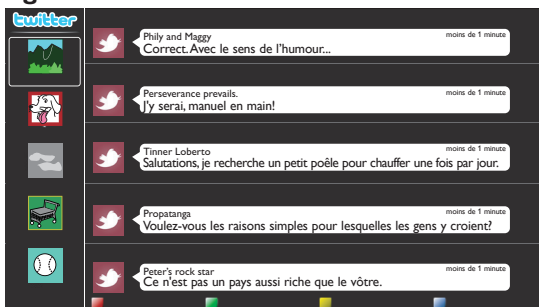 twitter
Phily and Maggy
moins de 1 minute
Correct. Avec le sens de l'humour...
Perseverance prevails.
moins de 1 minute
J'y serai, manuel en main!
Tinner Loberto
moins de 1 minute
Salutations, je recherche un petit poêle pour chauffer une fois par jour.
Propatanga
moins de 1 minute
Voulez-vous les raisons simples pour lesquelles les gens y croient?
Peter's rock star
moins de 1 minute
Ce n'est pas un pays aussi riche que le vôtre.